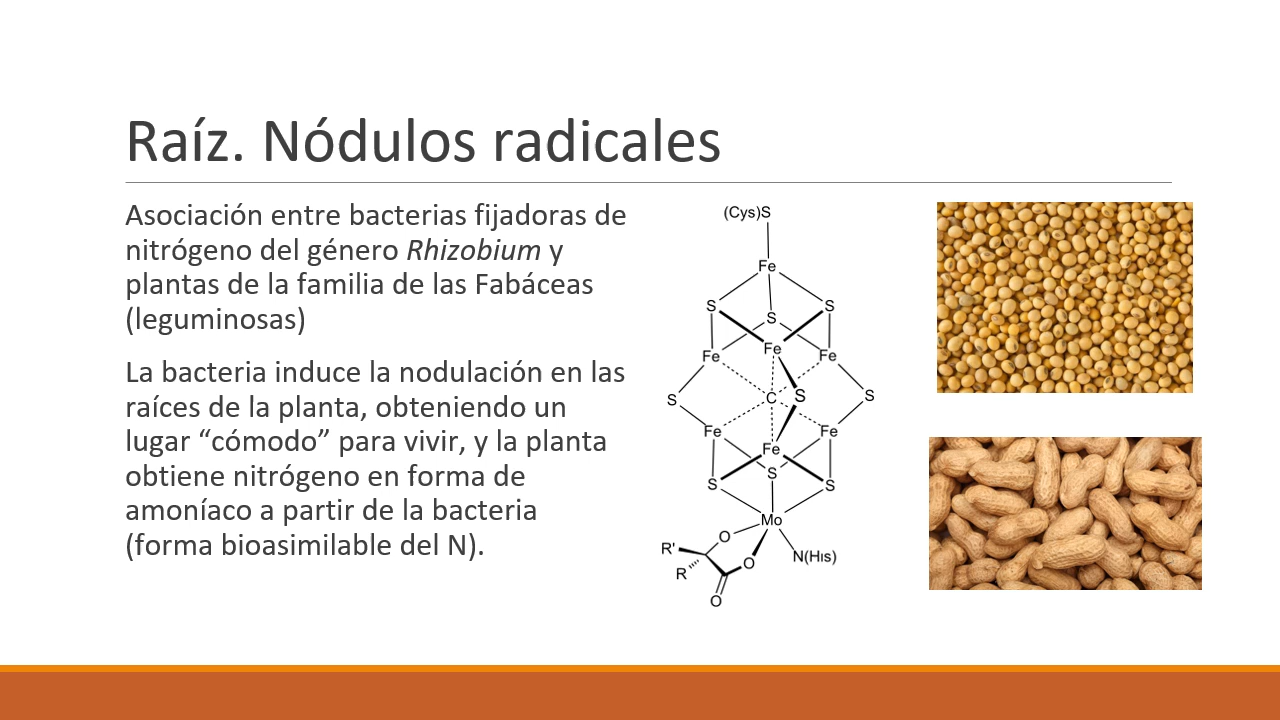 Raíz. Nódulos radicales
Asociación entre bacterias fijadoras de
nitrógeno del género Rhizobium y
plantas de la familia de las Fabáceas
(leguminosas)
La bacteria induce la nodulación en las
raíces de la planta, obteniendo un
lugar “cómodo” para vivir, y la planta
obtiene nitrógeno en forma de
amoníaco a partir de la bacteria
(forma bioasimilable del N).
(Cys)S
Fe
S S
S
Fe Fe Fe
S C S S
Fe Fe
Fe
S S S
Mo
O
R' N(His)
R O
O